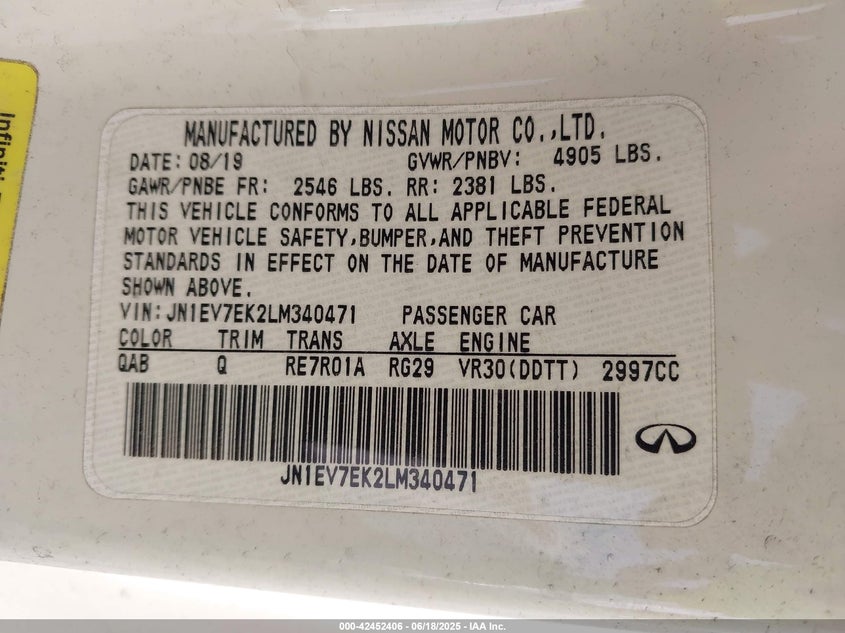 Infiniti
MANUFACTURED BY NISSAN MOTOR CO.,LTD.
DATE: 08/19 GVWR/PNBV: 4905 LBS.
GAWR/PNBE FR: 2546 LBS. RR: 2381 LBS.
THIS VEHICLE CONFORMS TO ALL APPLICABLE FEDERAL
MOTOR VEHICLE SAFETY,BUMPER,AND THEFT PREVENTION
STANDARDS IN EFFECT ON THE DATE OF MANUFACTURE
SHOWN ABOVE.
VIN: JN1EV7EK2LM340471 PASSENGER CAR
COLOR TRIM TRANS AXLE ENGINE
QAB Q RE7R01A RG29 VR30(DDTT) 2997CC
JN1EV7EK2LM340471
000-42452406 - 06/18/2025 - IAA Inc.